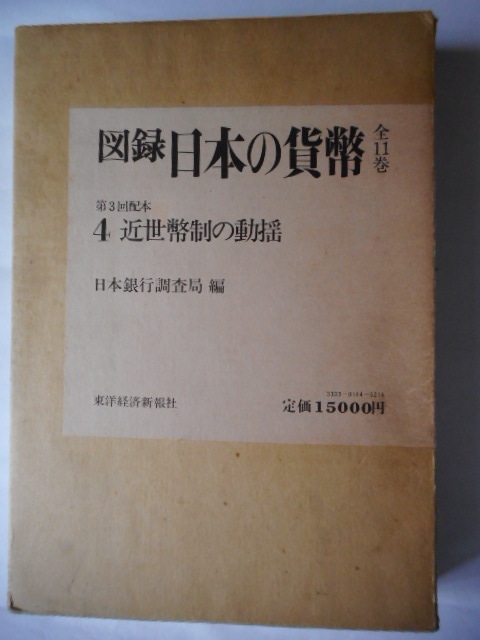 図録 日本の貨幣 全11巻
第3回配本
4 近世幣制の動揺
日本銀行調査局 編
東洋経済新報社
定価15000円